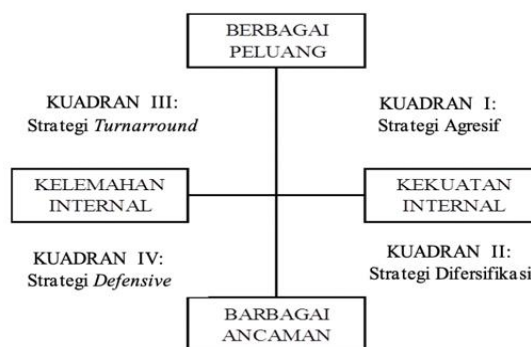 BERBAGAI
PELUANG
KUADRAN III:
Strategi Turnarround
KUADRAN I:
Strategi Agresif
KELEMAHAN
INTERNAL
KEKUATAN
INTERNAL
KUADRAN IV:
Strategi Defensive
KUADRAN II:
Strategi Difersifikasi
BARBAGAI
ANCAMAN